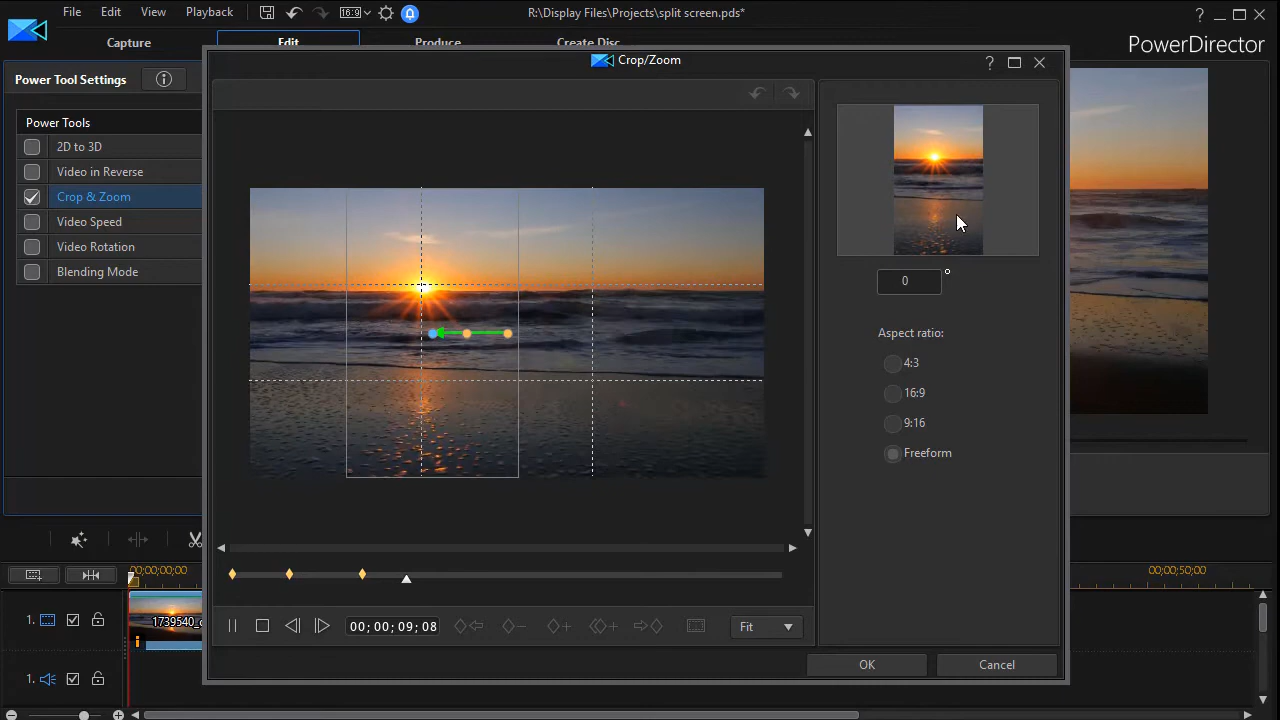 File Edit View Playback 16:9 R:\Display Files\Projects\split screen.pds* ?
Capture Edit Produce Create Disc PowerDirector
Crop/Zoom ?
Power Tool Settings i
Power Tools
2D to 3D
Video in Reverse
Crop & Zoom
Video Speed
Video Rotation
Blending Mode
0
Aspect ratio:
4:3
16:9
9:16
Freeform
00;00;00;00 00;00;50;00
00; 00; 09; 08 Fit
OK Cancel
1.
1.